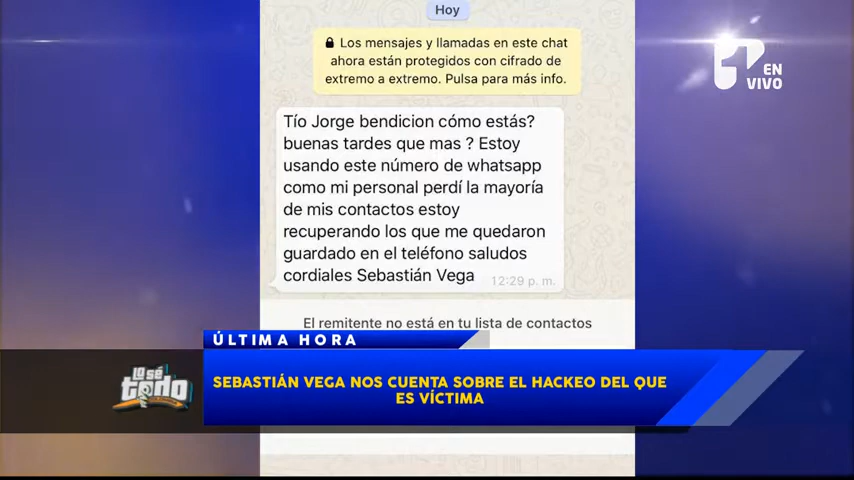 Hoy
Los mensajes y llamadas en este chat
ahora están protegidos con cifrado de
extremo a extremo. Pulsa para más info.
1
EN
VIVO
Tío Jorge bendicion cómo estás?
buenas tardes que mas ? Estoy
usando este número de whatsapp
como mi personal perdí la mayoría
de mis contactos estoy
recuperando los que me quedaron
guardado en el teléfono saludos
cordiales Sebastián Vega
12:29 p. m.
El remitente no está en tu lista de contactos
ÚLTIMA HORA
Lo sé
todo
SEBASTIÁN VEGA NOS CUENTA SOBRE EL HACKEO DEL QUE
ES VÍCTIMA